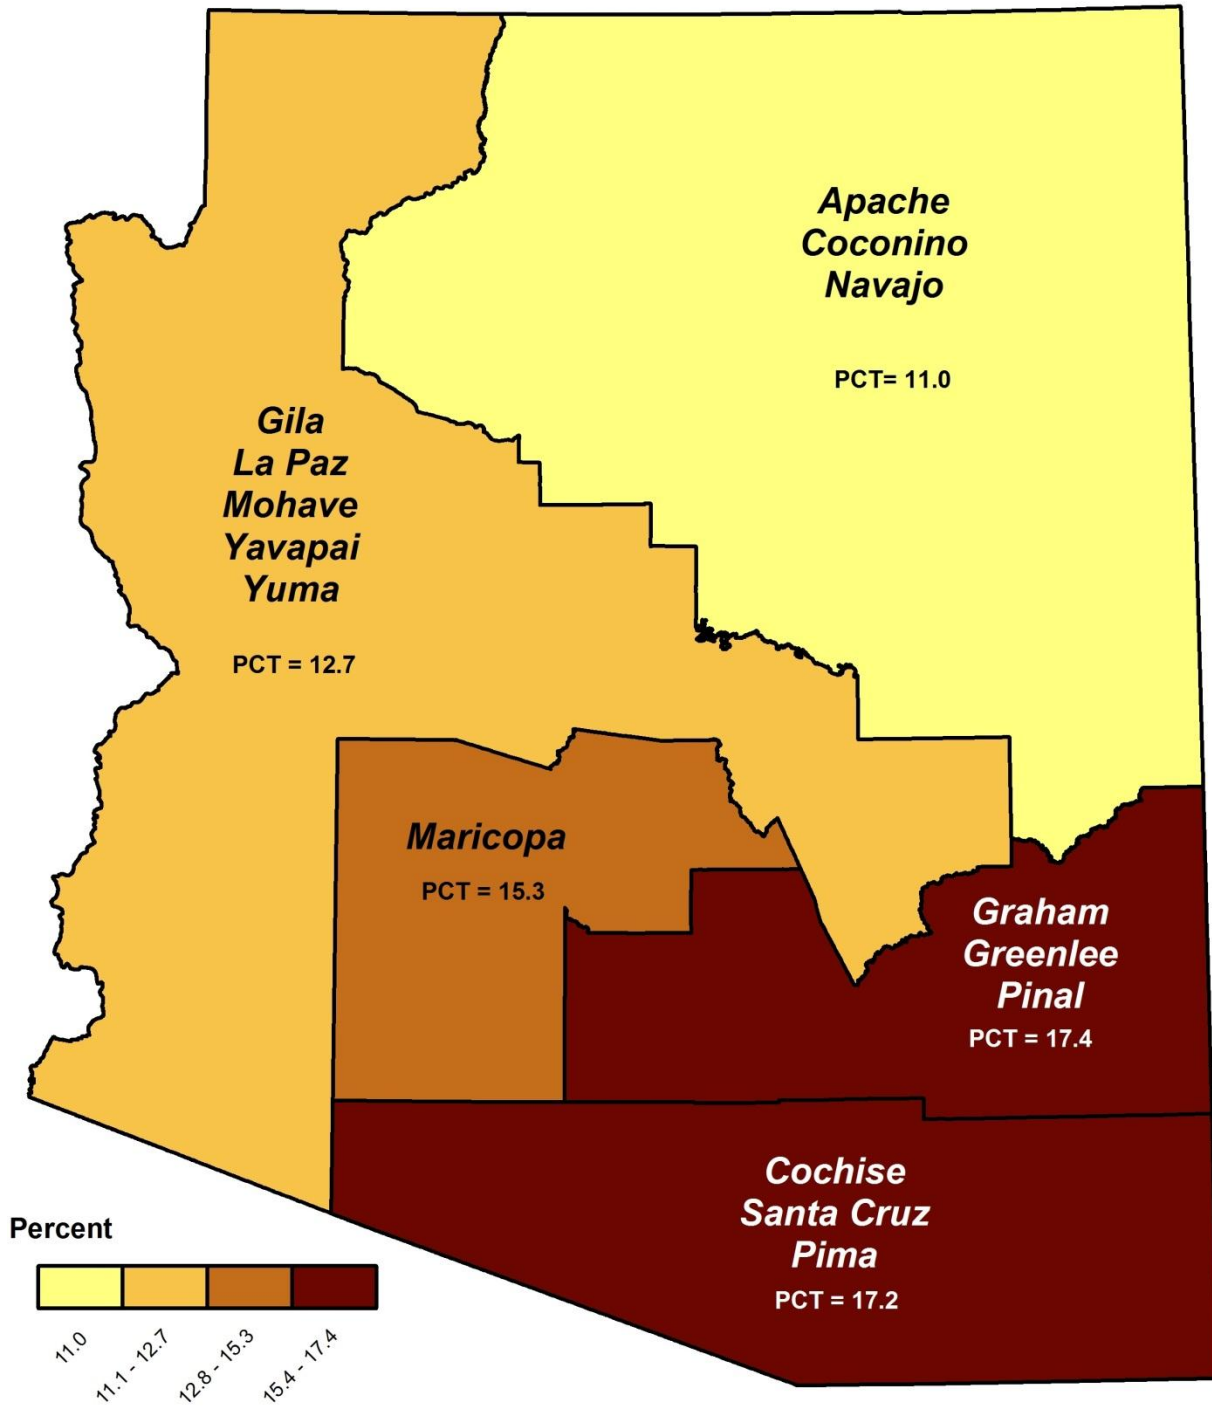 Apache
Coconino
Navajo
PCT= 11.0
Gila
La Paz
Mohave
Yavapai
Yuma
PCT = 12.7
Maricopa
PCT = 15.3
Graham
Greenlee
Pinal
PCT = 17.4
Cochise
Santa Cruz
Pima
PCT = 17.2
Percent
11.0
11.1 - 12.7
12.8 - 15.3
15.4 - 17.4